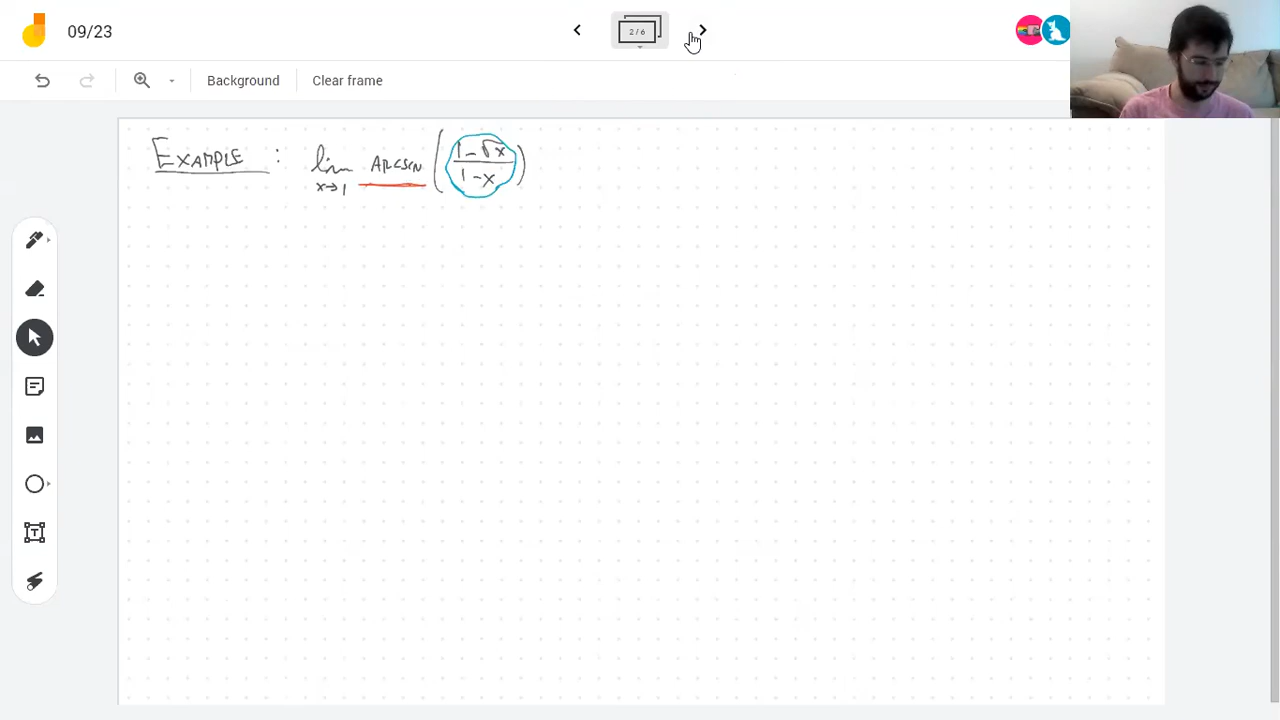 09/23
2/6
Background
Clear frame
EXAMPLE : lim x→1 ARCSIN ( (1-√x)/(1-x) )